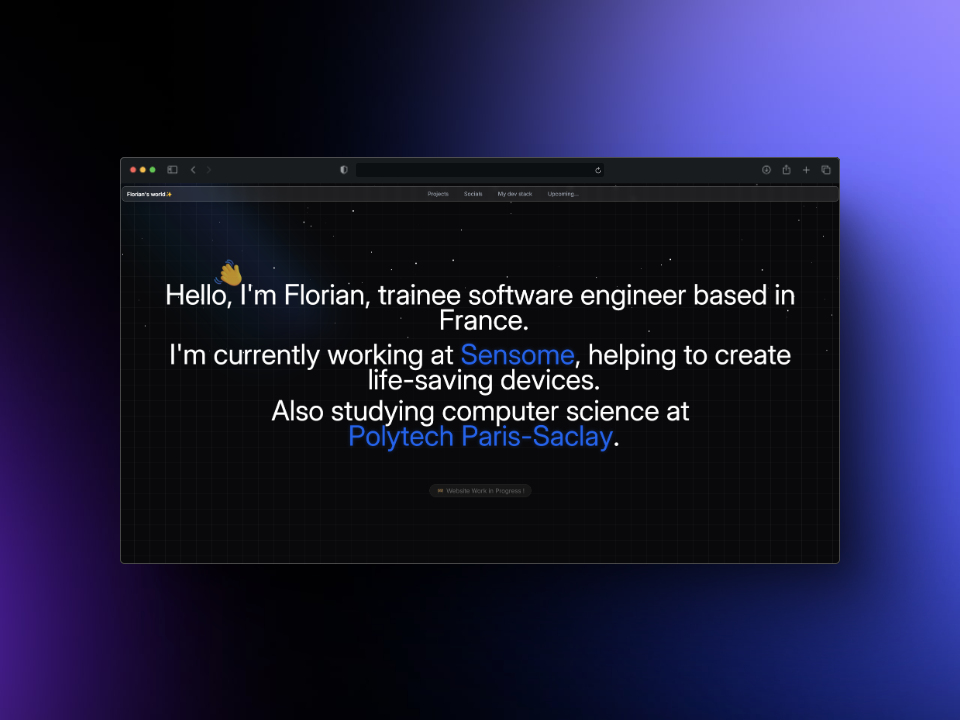 Florian's world✨
Projects Socials My dev stack Upcoming...
👋
Hello, I'm Florian, trainee software engineer based in
France.
I'm currently working at Sensome, helping to create
life-saving devices.
Also studying computer science at
Polytech Paris-Saclay.
🚧 Website Work in Progress !